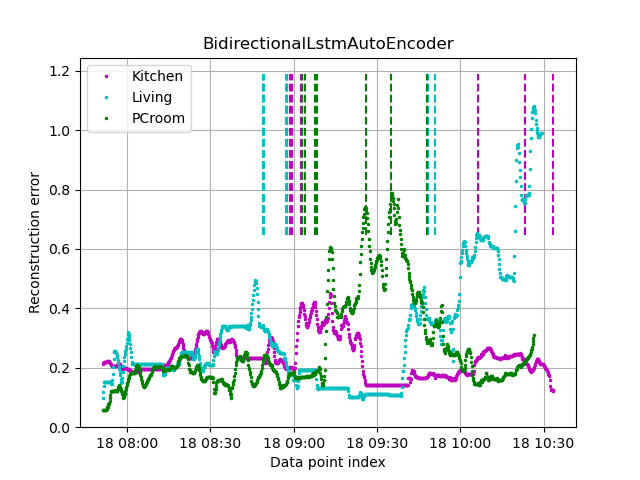 BidirectionalLstmAutoEncoder
Kitchen
Living
PCroom
Reconstruction error
1.2
1.0
0.8
0.6
0.4
0.2
0.0
18 08:00 18 08:30 18 09:00 18 09:30 18 10:00 18 10:30
Data point index